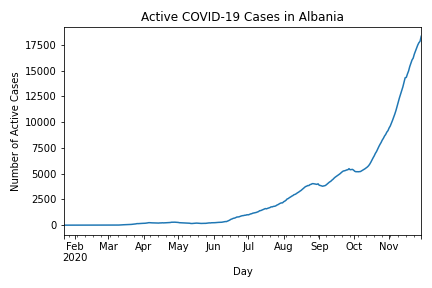 Active COVID-19 Cases in Albania
Number of Active Cases
17500
15000
12500
10000
7500
5000
2500
0
Feb Mar Apr May Jun Jul Aug Sep Oct Nov
2020
Day